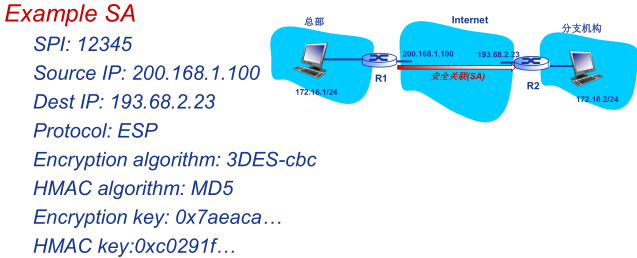 Example SA
SPI: 12345
Source IP: 200.168.1.100
Dest IP: 193.68.2.23
Protocol: ESP
Encryption algorithm: 3DES-cbc
HMAC algorithm: MD5
Encryption key: 0x7aeaca…
HMAC key:0xc0291f…
总部
Internet
分支机构
200.168.1.100
193.68.2.23
R1
安全关联(SA)
R2
172.16.1/24
172.16.2/24